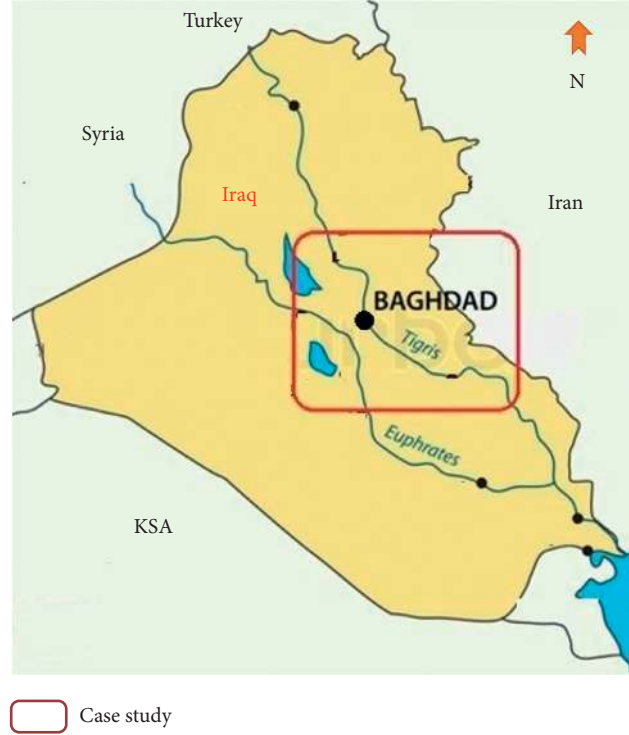 Turkey
N
Syria
Iraq
Iran
BAGHDAD
Tigris
Euphrates
KSA
Case study